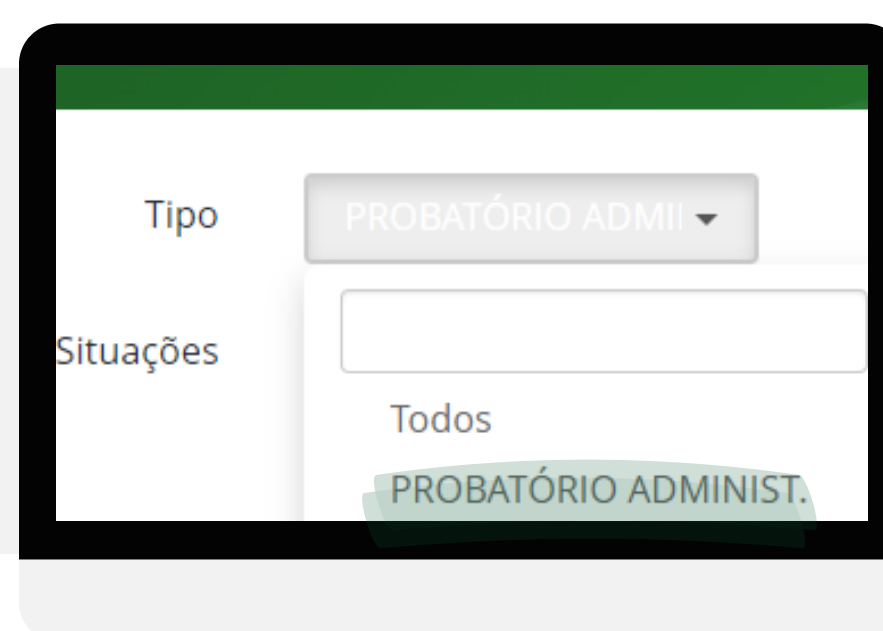 Tipo
PROBATÓRIO ADMI
Situações
Todos
PROBATÓRIO ADMINIST.